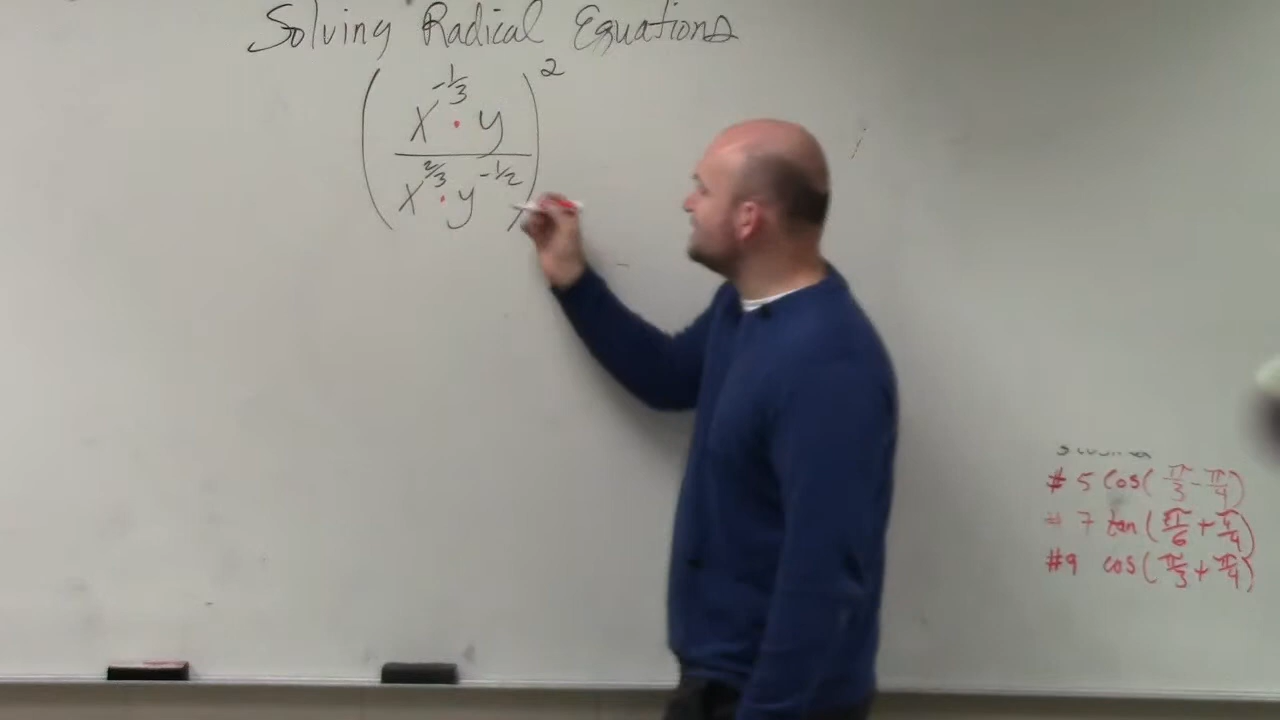 Solving Radical Equations
( x^{-1/3} · y / x^{2/3} · y^{-1/2} )^2
# 5 cos( π/3 - π/4 )
# 7 tan ( π/6 + π/4 )
#9 cos ( π/3 + π/4 )